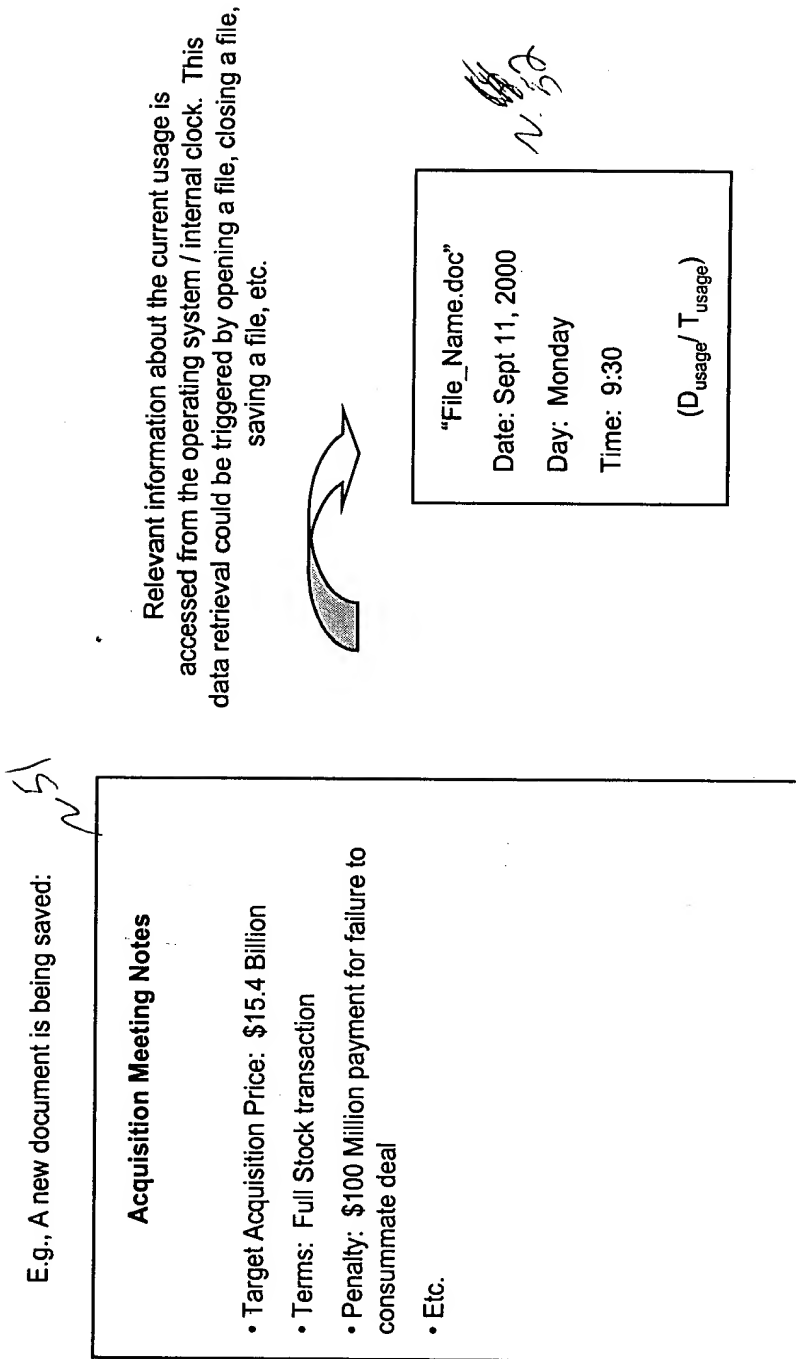 E.g., A new document is being saved:
51
Acquisition Meeting Notes
• Target Acquisition Price: $15.4 Billion
• Terms: Full Stock transaction
• Penalty: $100 Million payment for failure to
consummate deal
• Etc.
Relevant information about the current usage is
accessed from the operating system / internal clock. This
data retrieval could be triggered by opening a file, closing a file,
saving a file, etc.
52
"File_Name.doc"
Date: Sept 11, 2000
Day: Monday
Time: 9:30
(Dusage/ Tusage)